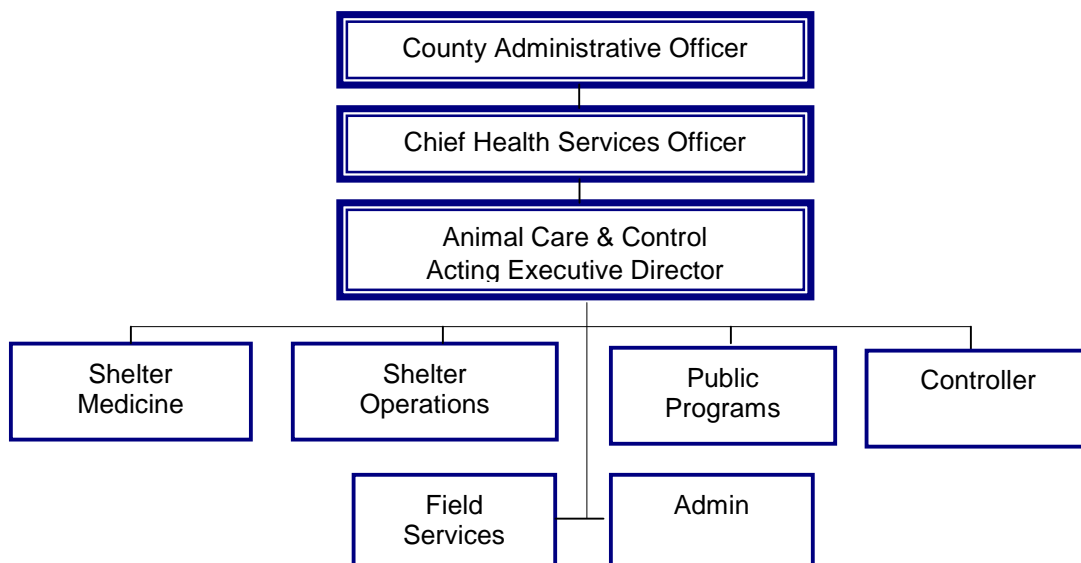 County Administrative Officer
Chief Health Services Officer
Animal Care & Control
Acting Executive Director
Shelter
Medicine
Shelter
Operations
Public
Programs
Controller
Field
Services
Admin